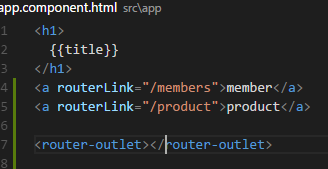 app.component.html src\app
1 <h1>
2 {{title}}
3 </h1>
4 <a routerLink="/members">member</a>
5 <a routerLink="/product">product</a>
6
7 <router-outlet></router-outlet>
8